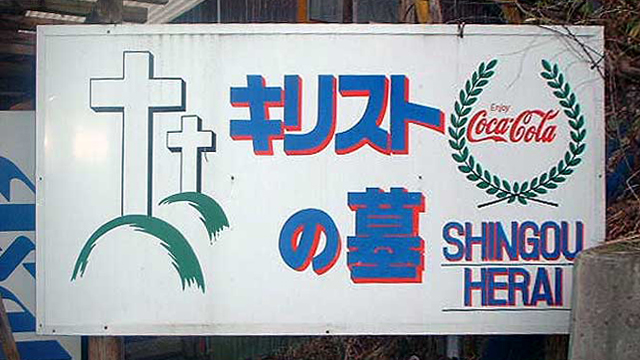 キリスト
の墓
Enjoy
Coca-Cola
SHINGOU
HERAI